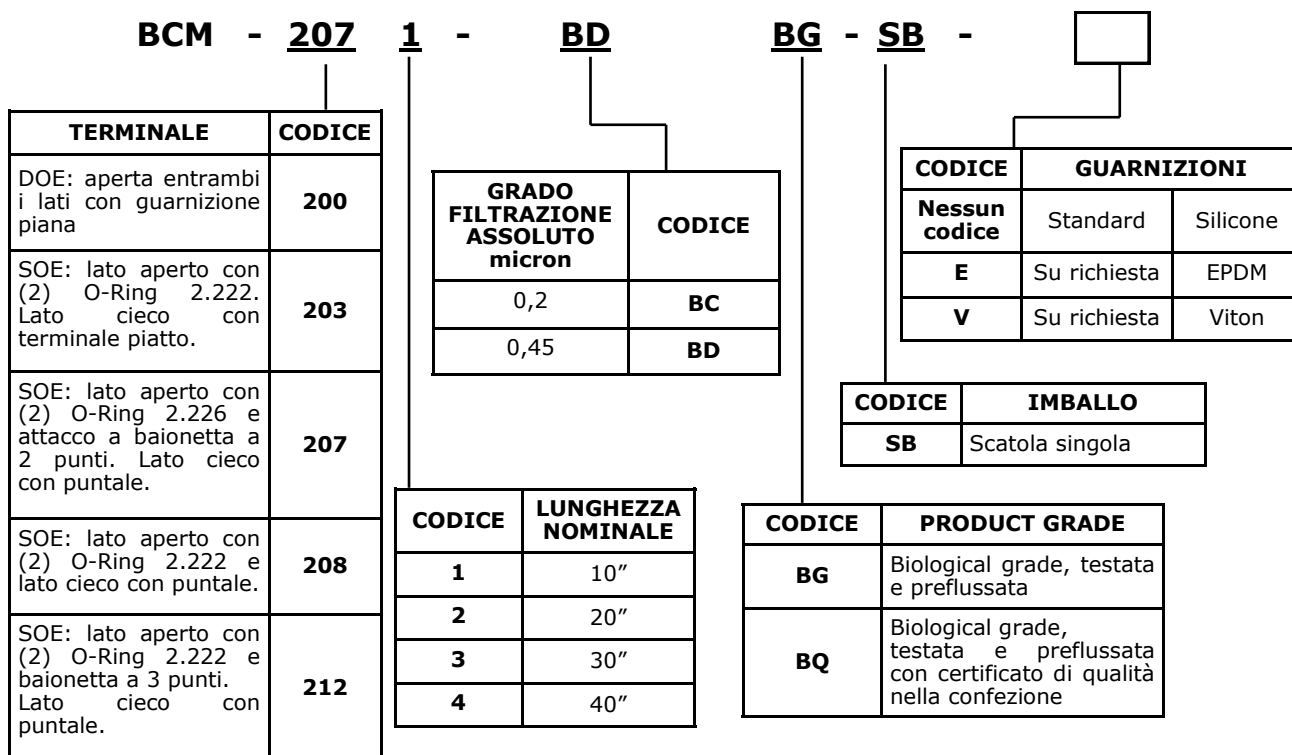 BCM - 207 1 - BD BG - SB -
TERMINALE CODICE
DOE: aperta entrambi
i lati con guarnizione
piana
200
SOE: lato aperto con
(2) O-Ring 2.222.
Lato cieco con
terminale piatto.
203
SOE: lato aperto con
(2) O-Ring 2.226 e
attacco a baionetta a
2 punti. Lato cieco
con puntale.
207
SOE: lato aperto con
(2) O-Ring 2.222 e
lato cieco con puntale.
208
SOE: lato aperto con
(2) O-Ring 2.222 e
baionetta a 3 punti.
Lato cieco con
puntale.
212
GRADO
FILTRAZIONE
ASSOLUTO
micron
CODICE
0,2 BC
0,45 BD
CODICE GUARNIZIONI
Nessun
codice
Standard Silicone
E Su richiesta EPDM
V Su richiesta Viton
CODICE IMBALLO
SB Scatola singola
CODICE LUNGHEZZA
NOMINALE
1 10″
2 20″
3 30″
4 40″
CODICE PRODUCT GRADE
BG
Biological grade, testata
e preflussata
BQ
Biological grade,
testata e preflussata
con certificato di qualità
nella confezione